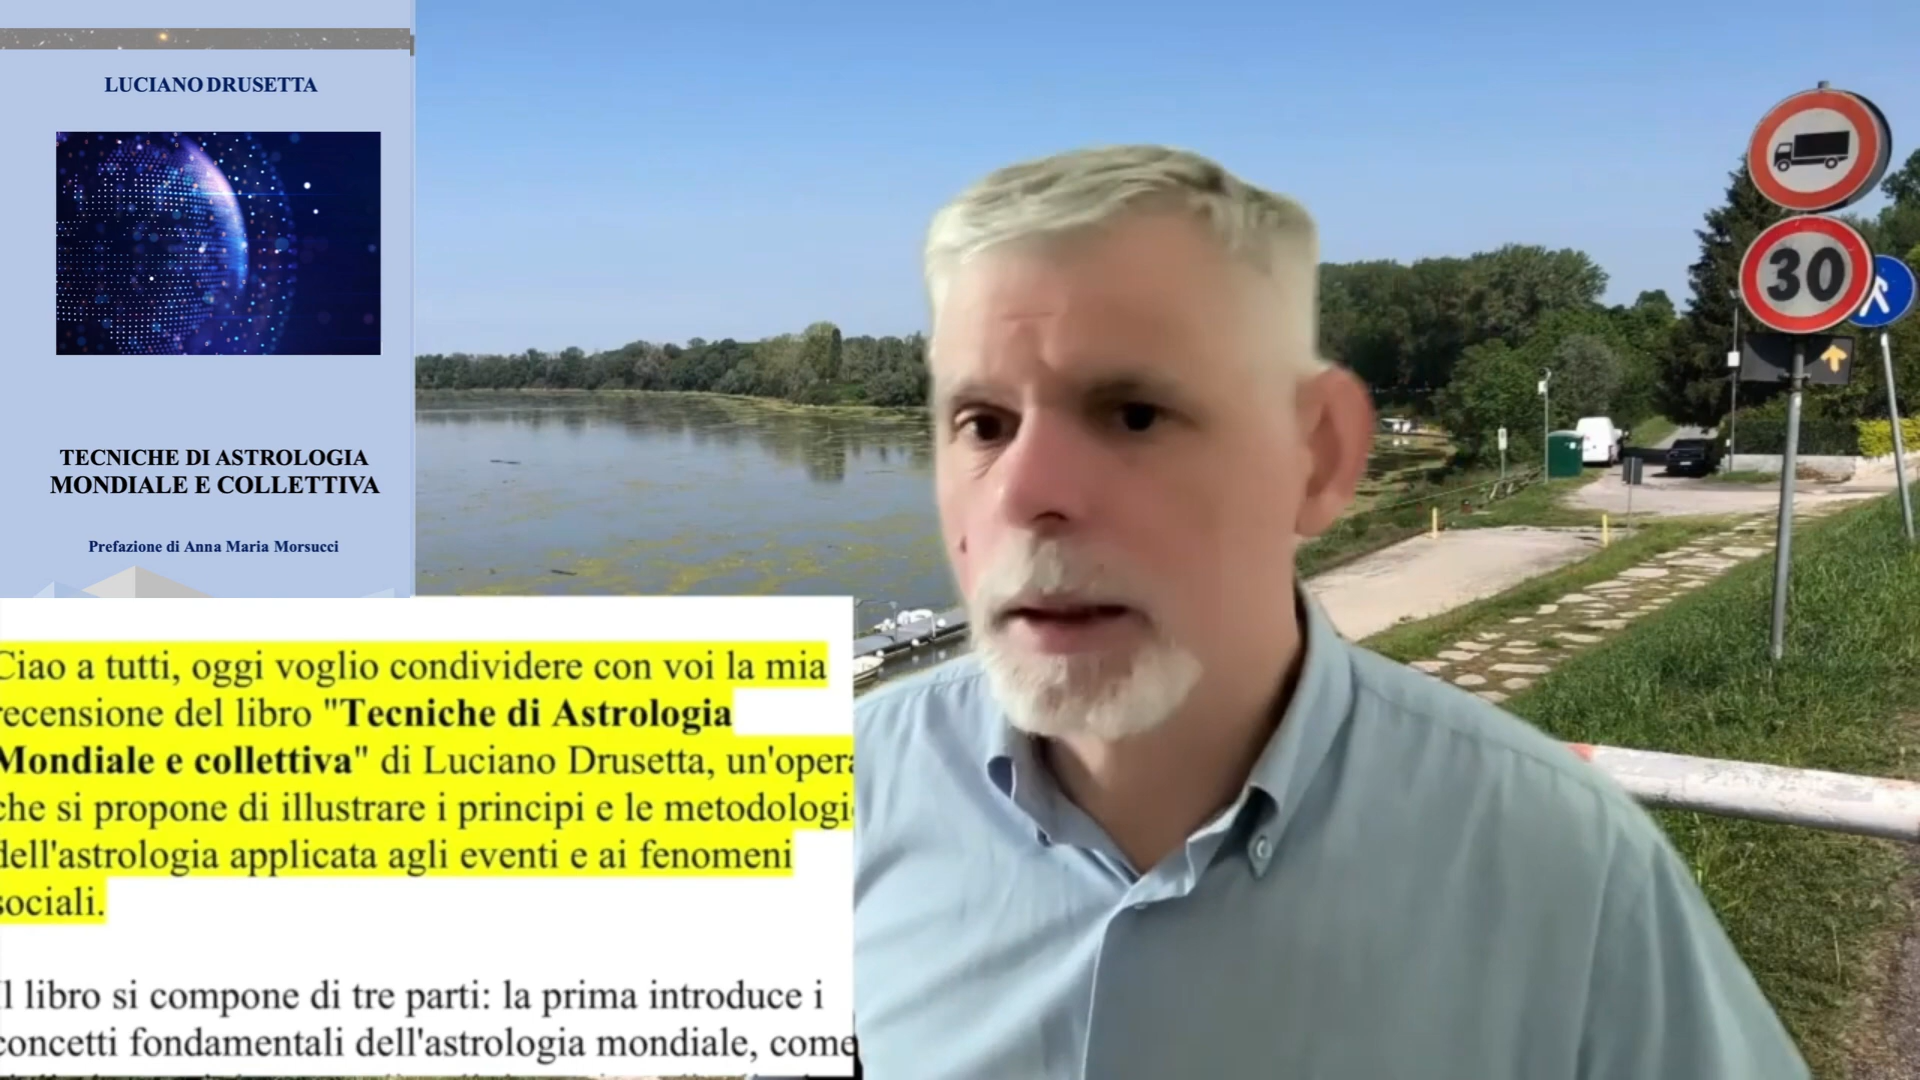 LUCIANO DRUSETTA
TECNICHE DI ASTROLOGIA
MONDIALE E COLLETTIVA
Prefazione di Anna Maria Morsucci
Ciao a tutti, oggi voglio condividere con voi la mia
recensione del libro "Tecniche di Astrologia
Mondiale e collettiva" di Luciano Drusetta, un'opera
che si propone di illustrare i principi e le metodologi
dell'astrologia applicata agli eventi e ai fenomeni
sociali.
Il libro si compone di tre parti: la prima introduce i
concetti fondamentali dell'astrologia mondiale, come
30